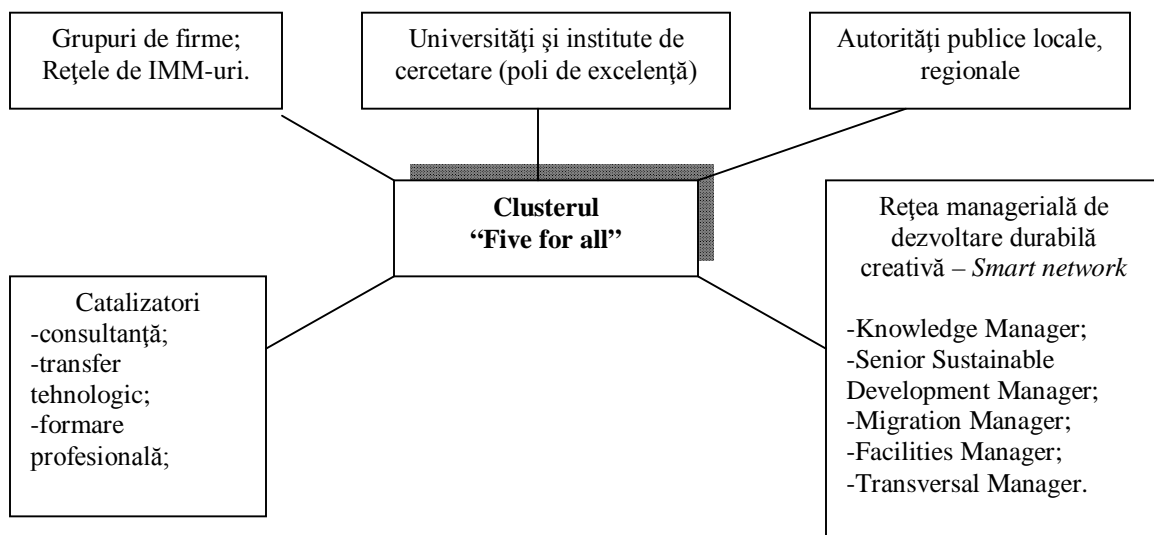 Grupuri de firme;
Reţele de IMM-uri.
Universităţi şi institute de
cercetare (poli de excelenţă)
Autorităţi publice locale,
regionale
Clusterul
“Five for all”
Catalizatori
-consultanţă;
-transfer
tehnologic;
-formare
profesională;
Reţea managerială de
dezvoltare durabilă
creativă – Smart network
-Knowledge Manager;
-Senior Sustainable
Development Manager;
-Migration Manager;
-Facilities Manager;
-Transversal Manager.